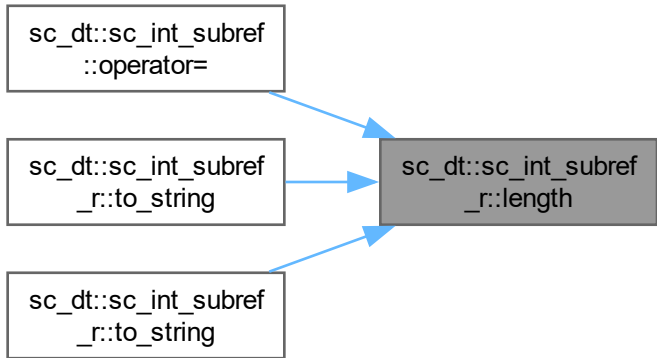 sc_dt::sc_int_subref
::operator=
sc_dt::sc_int_subref
_r::to_string
sc_dt::sc_int_subref
_r::length
sc_dt::sc_int_subref
_r::to_string